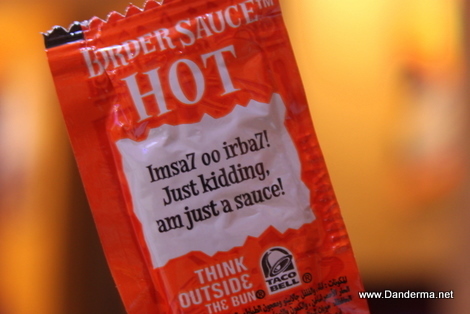 BORDER SAUCE™
HOT
Imsa7 oo irba7!
Just kidding,
am just a sauce!
THINK
OUTSIDE
THE BUN®
TACO
BELL®
www.Danderma.net